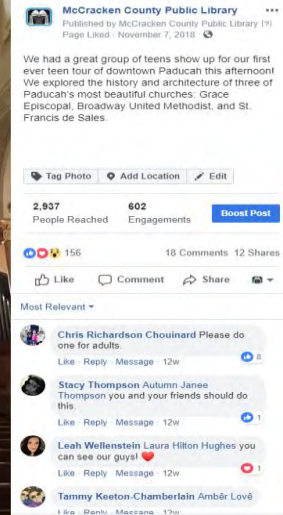 McCracken County Public Library
Published by McCracken County Public Library [?]
Page Liked · November 7, 2018
We had a great group of teens show up for our first
ever teen tour of downtown Paducah this afternoon!
We explored the history and architecture of three of
Paducah's most beautiful churches: Grace
Episcopal, Broadway United Methodist, and St.
Francis de Sales.
Tag Photo Add Location Edit
2,937 602
People Reached Engagements Boost Post
156 18 Comments 12 Shares
Like Comment Share
Most Relevant
Chris Richardson Chouinard Please do
one for adults.
8
Like · Reply · Message · 12w
Stacy Thompson Autumn Janee
Thompson you and your friends should do
this.
1
Like · Reply · Message · 12w
Leah Wellenstein Laura Hilton Hughes you
can see our guys!
1
Like · Reply · Message · 12w
Tammy Keeton-Chamberlain Ambër Lovê
Like · Reply · Message · 12w